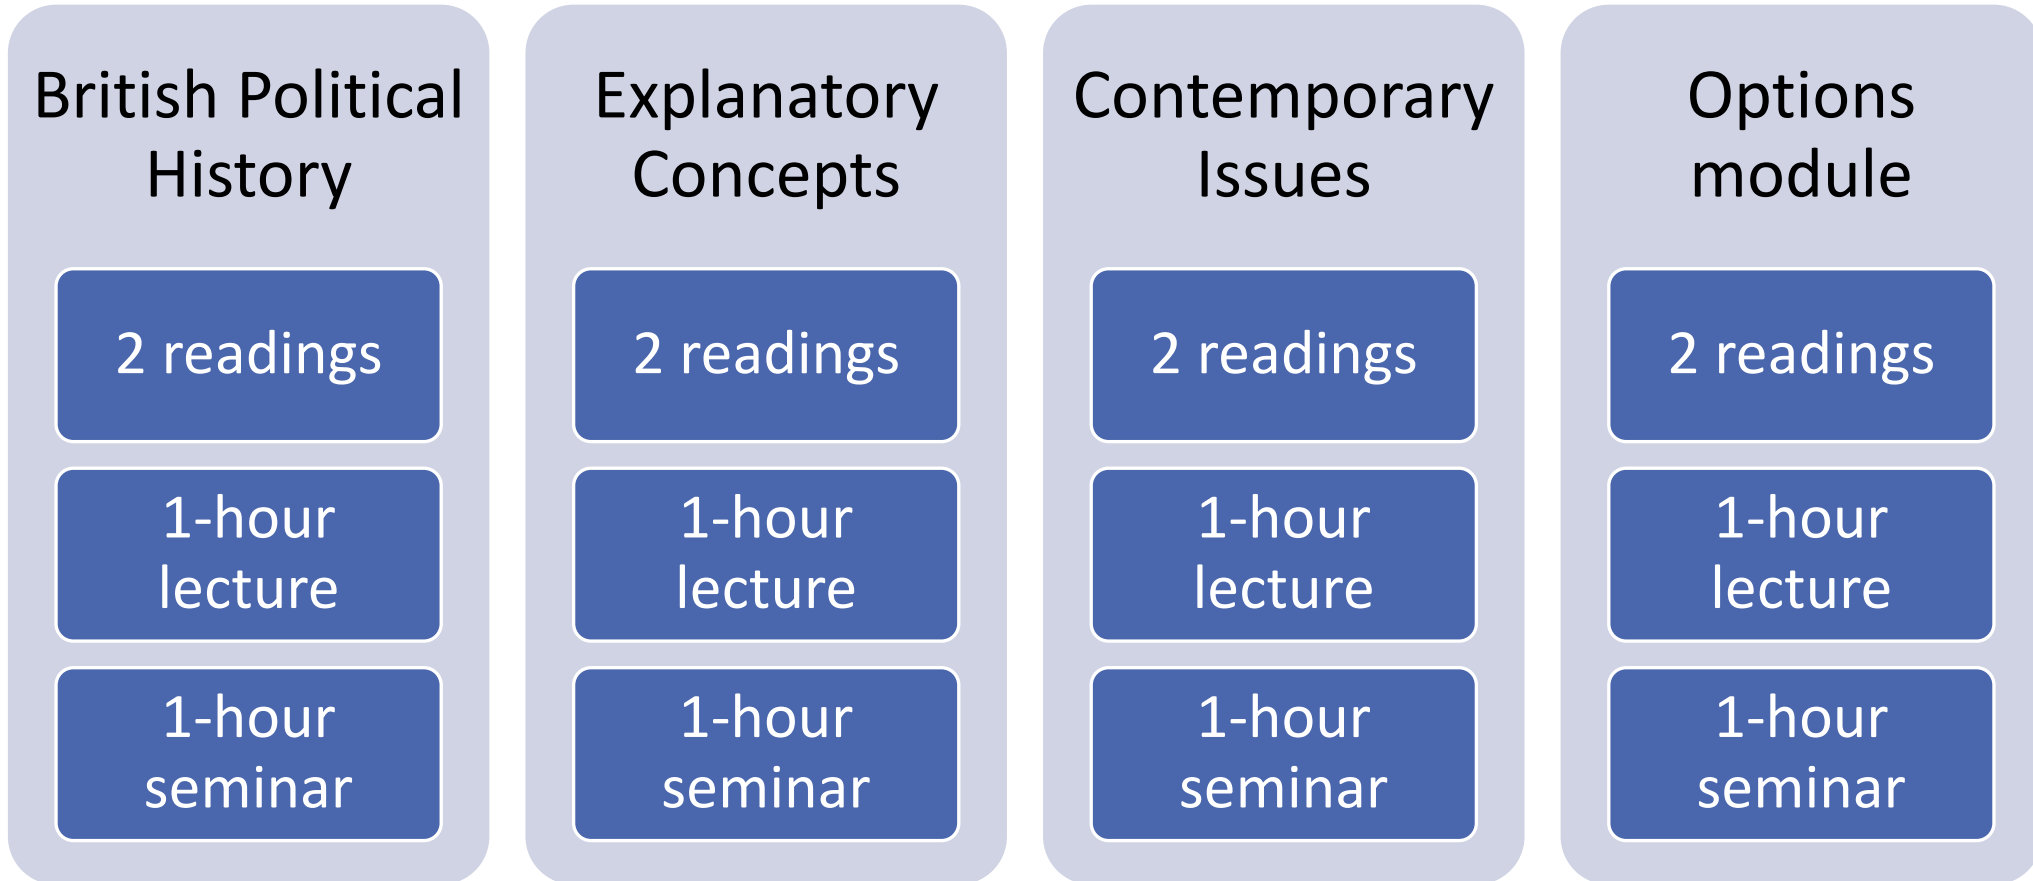 British Political
History
2 readings
1-hour
lecture
1-hour
seminar
Explanatory
Concepts
2 readings
1-hour
lecture
1-hour
seminar
Contemporary
Issues
2 readings
1-hour
lecture
1-hour
seminar
Options
module
2 readings
1-hour
lecture
1-hour
seminar